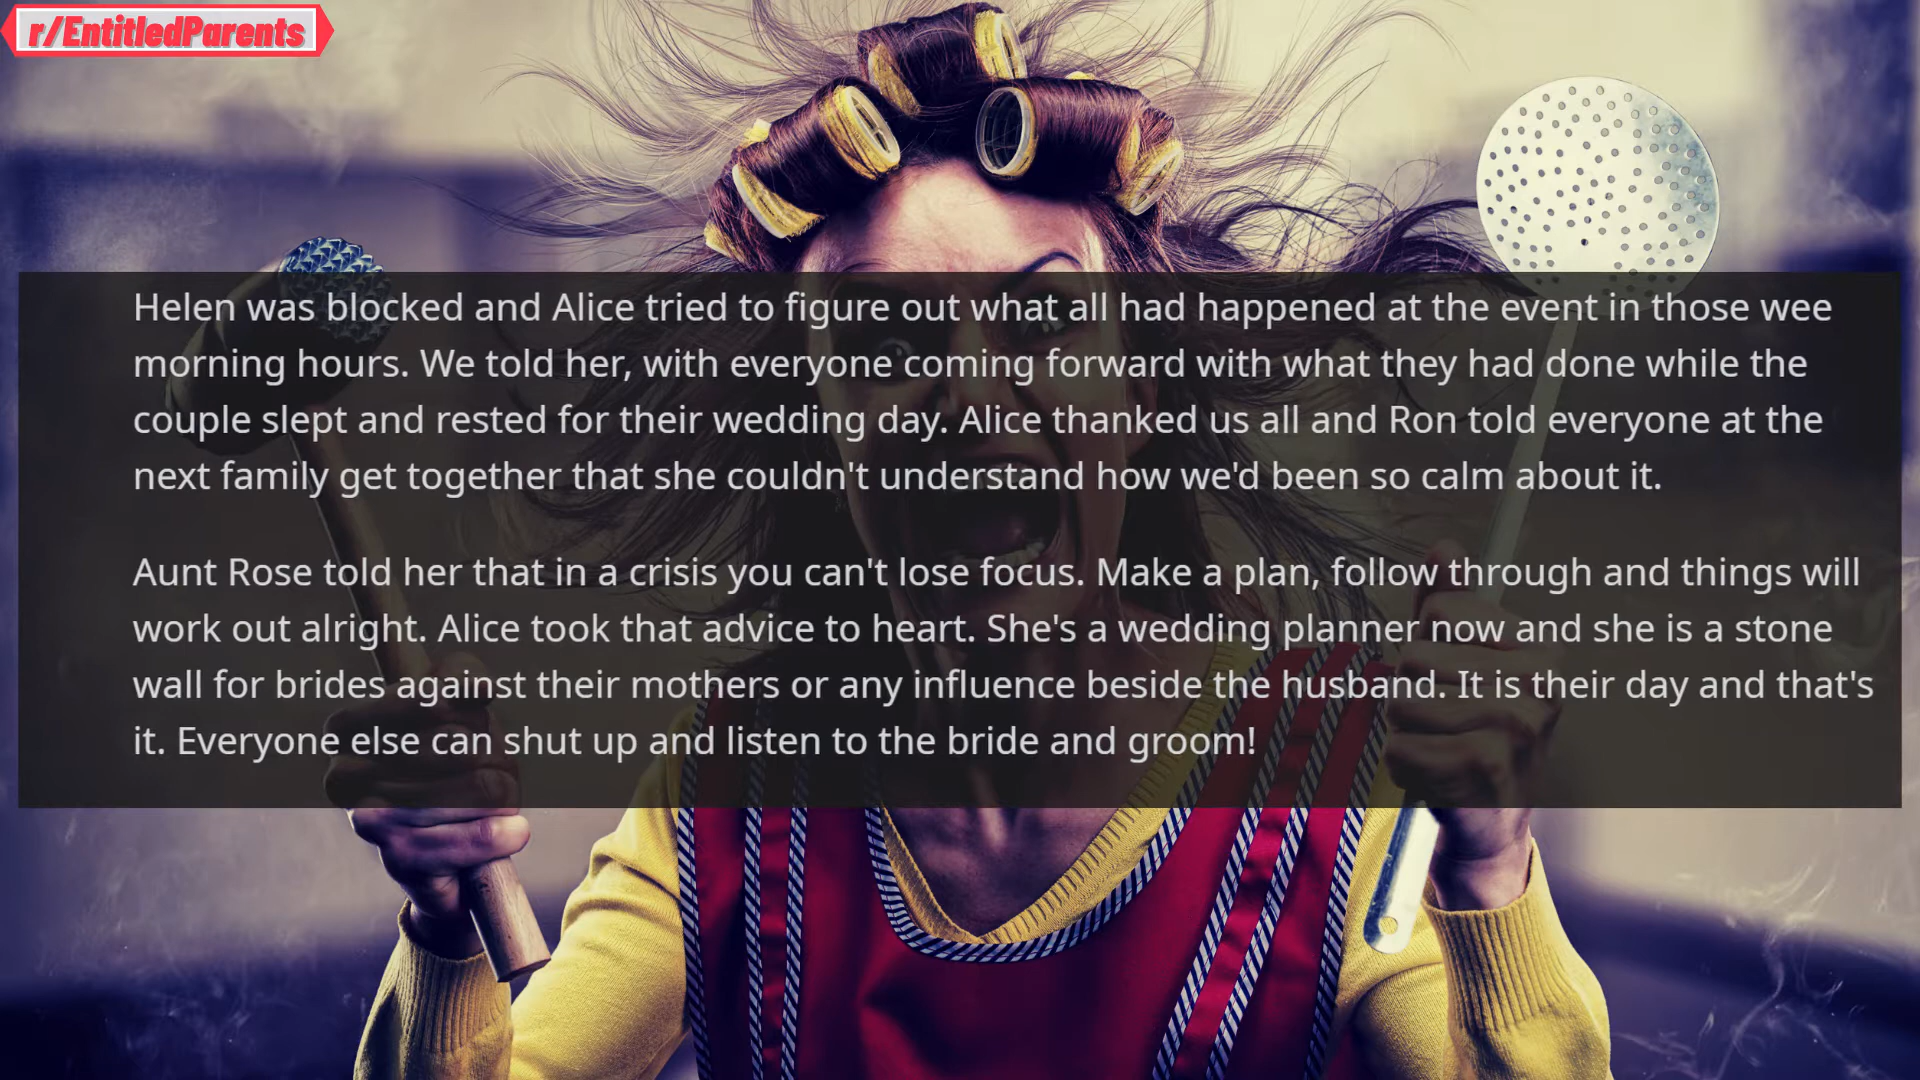 r/EntitledParents
Helen was blocked and Alice tried to figure out what all had happened at the event in those wee
morning hours. We told her, with everyone coming forward with what they had done while the
couple slept and rested for their wedding day. Alice thanked us all and Ron told everyone at the
next family get together that she couldn't understand how we'd been so calm about it.
Aunt Rose told her that in a crisis you can't lose focus. Make a plan, follow through and things will
work out alright. Alice took that advice to heart. She's a wedding planner now and she is a stone
wall for brides against their mothers or any influence beside the husband. It is their day and that's
it. Everyone else can shut up and listen to the bride and groom!